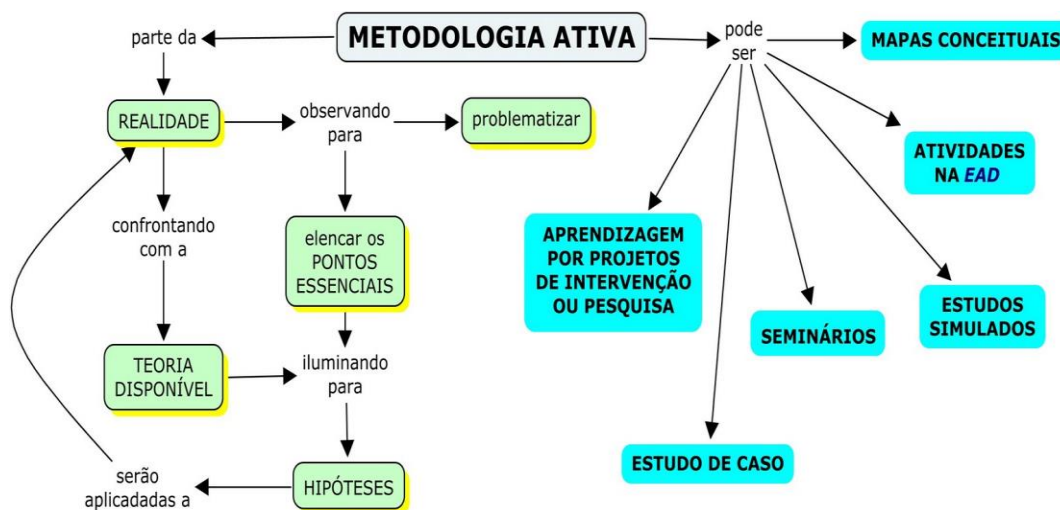 METODOLOGIA ATIVA
parte da
REALIDADE
observando
para
problematizar
confrontando
com a
elencar os
PONTOS
ESSENCIAIS
TEORIA
DISPONÍVEL
iluminando
para
HIPÓTESES
serão
aplicadadas a
pode
ser
MAPAS CONCEITUAIS
ATIVIDADES
NA EAD
APRENDIZAGEM
POR PROJETOS
DE INTERVENÇÃO
OU PESQUISA
SEMINÁRIOS
ESTUDOS
SIMULADOS
ESTUDO DE CASO